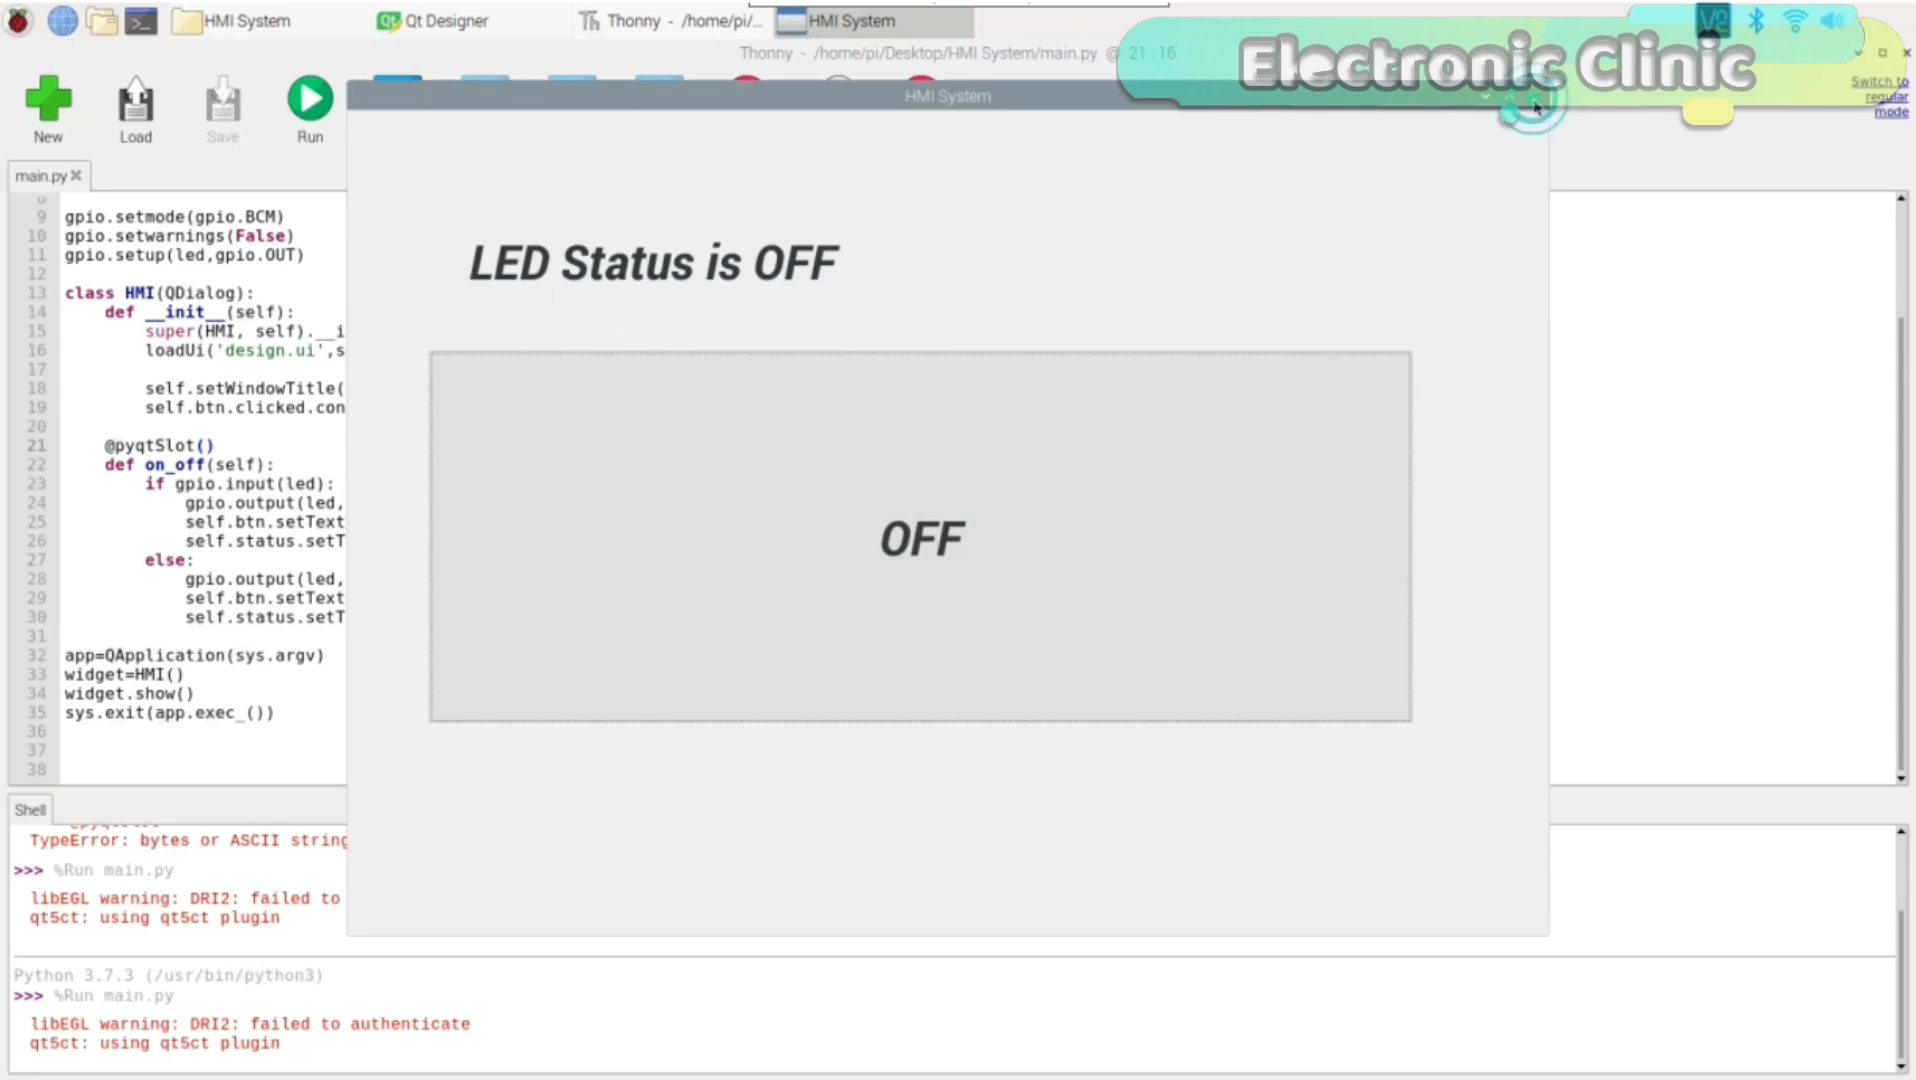 HMI System
Qt Designer
Thonny - /home/pi/...
HMI System
Thonny - /home/pi/Desktop/HMI System/main.py @ 21:16
Electronic Clinic
Switch to
regular
mode
New
Load
Save
Run
HMI System
main.py
9 gpio.setmode(gpio.BCM)
10 gpio.setwarnings(False)
11 gpio.setup(led,gpio.OUT)
12
13 class HMI(QDialog):
14 def __init__(self):
15 super(HMI, self).__i
16 loadUi('design.ui',s
17
18 self.setWindowTitle(
19 self.btn.clicked.con
20
21 @pyqtSlot()
22 def on_off(self):
23 if gpio.input(led):
24 gpio.output(led,
25 self.btn.setText
26 self.status.setT
27 else:
28 gpio.output(led,
29 self.btn.setText
30 self.status.setT
31
32 app=QApplication(sys.argv)
33 widget=HMI()
34 widget.show()
35 sys.exit(app.exec_())
36
37
38
LED Status is OFF
OFF
Shell
TypeError: bytes or ASCII string
>>> %Run main.py
libEGL warning: DRI2: failed to
qt5ct: using qt5ct plugin
Python 3.7.3 (/usr/bin/python3)
>>> %Run main.py
libEGL warning: DRI2: failed to authenticate
qt5ct: using qt5ct plugin